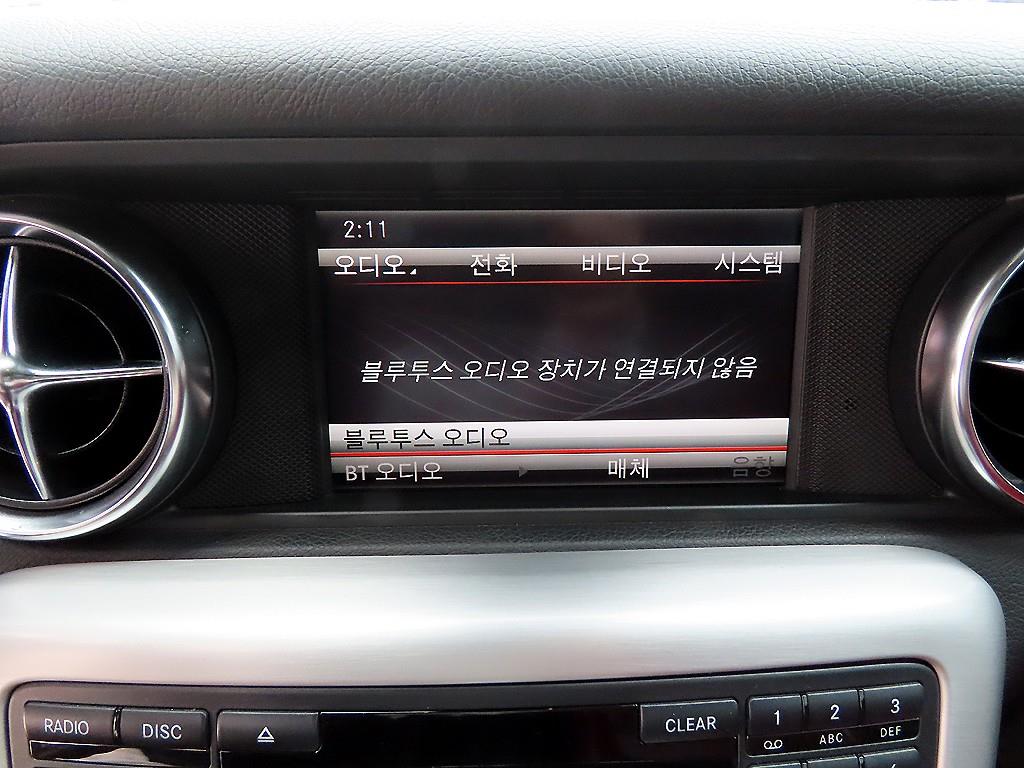 2:11
오디오 전화 비디오 시스템
블루투스 오디오 장치가 연결되지 않음
블루투스 오디오
BT 오디오 매체 음향
RADIO DISC CLEAR 1 2 3
ABC DEF